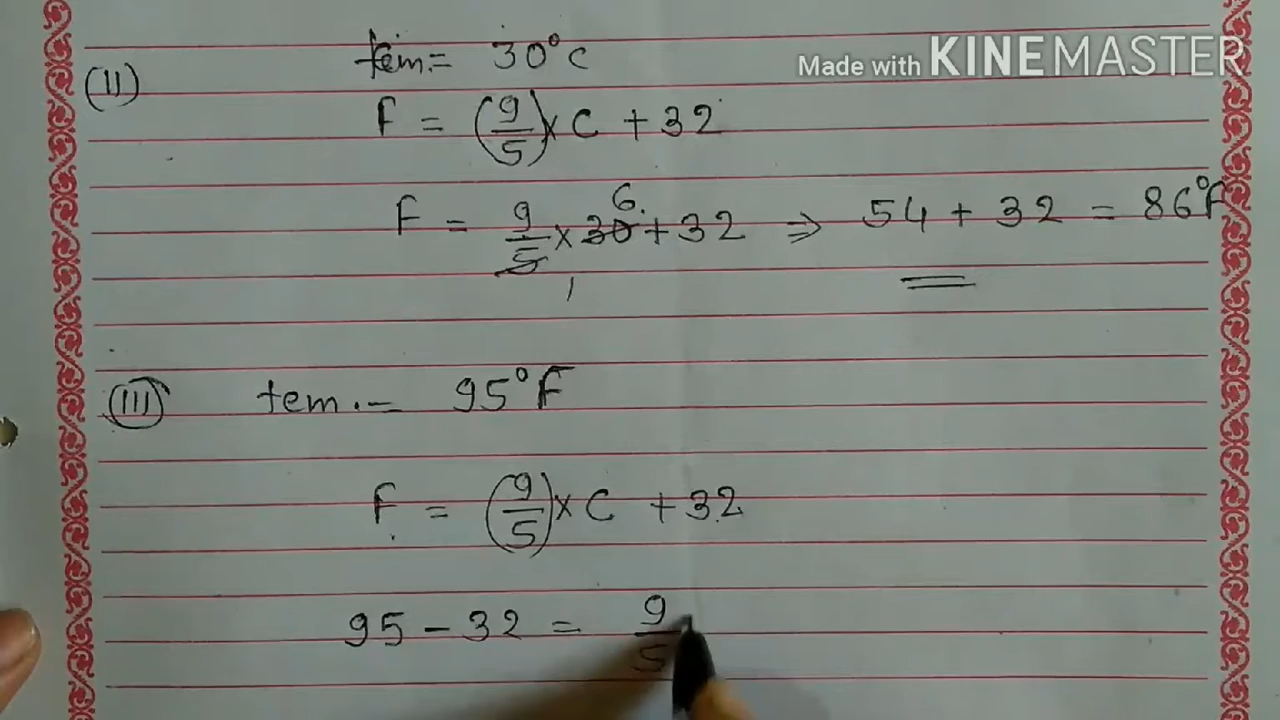 tem.= 30°C
Made with KINEMASTER
(II)
F = (9/5)× C + 32
F = 9/5 × 30 + 32 ⇒ 54 + 32 = 86°F
6
1
(III) tem.- 95°F
F = (9/5)× C + 32
95 - 32 = 9/5